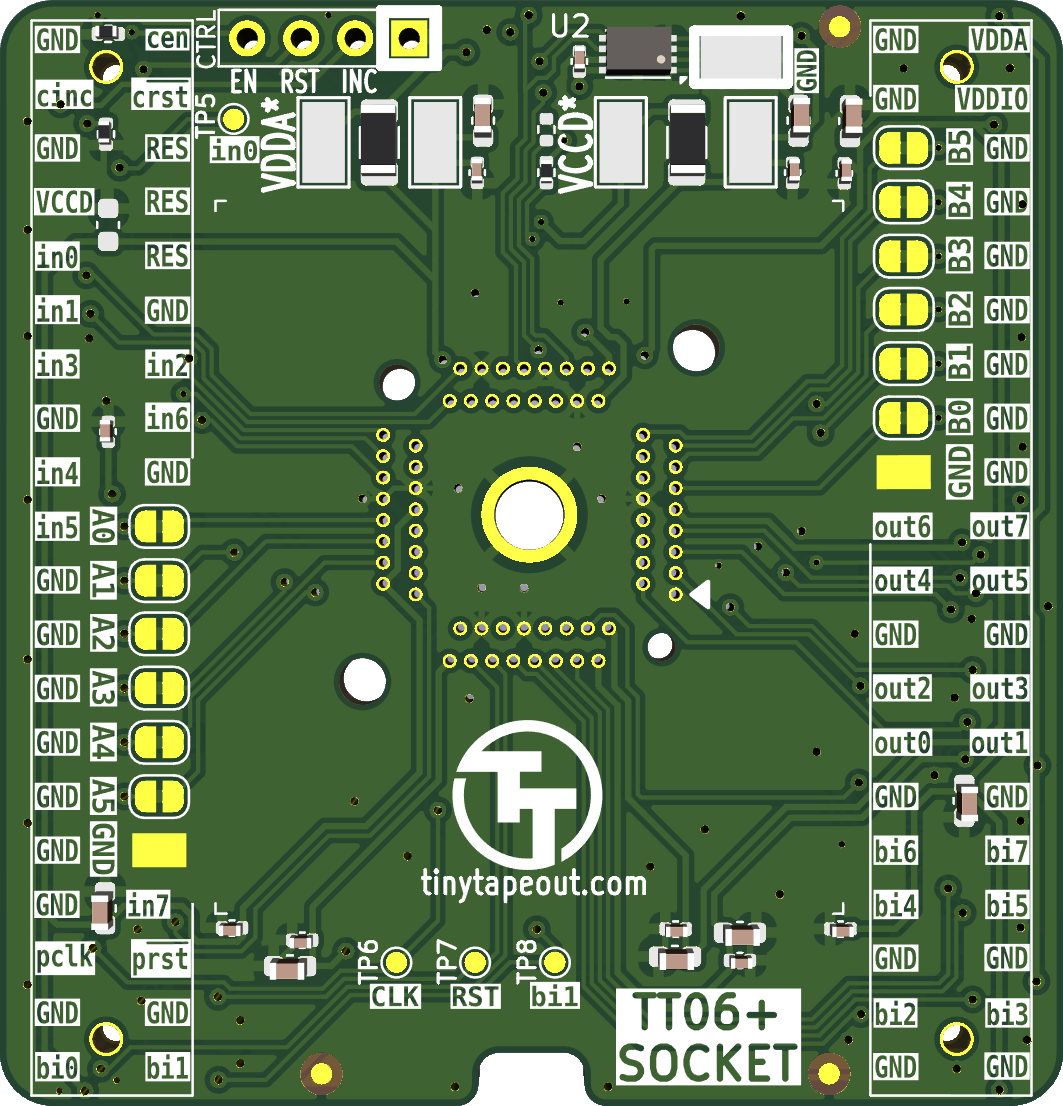 CTRL
EN RST INC
U2
GND
TP5
in0
VDDA*
VCCD*
GND cen
cinc crst
GND RES
VCCD RES
in0 RES
in1 GND
in3 in2
GND in6
in4 GND
in5 A0
GND A1
GND A2
GND A3
GND A4
GND A5
GND GND
GND in7
pclk prst
GND GND
bi0 bi1
GND VDDA
GND VDDIO
B5 GND
B4 GND
B3 GND
B2 GND
B1 GND
B0 GND
GND GND
out6 out7
out4 out5
GND GND
out2 out3
out0 out1
GND GND
bi6 bi7
bi4 bi5
GND GND
bi2 bi3
GND GND
TT
tinytapeout.com
TP6 TP7 TP8
CLK RST bi1
TT06+
SOCKET